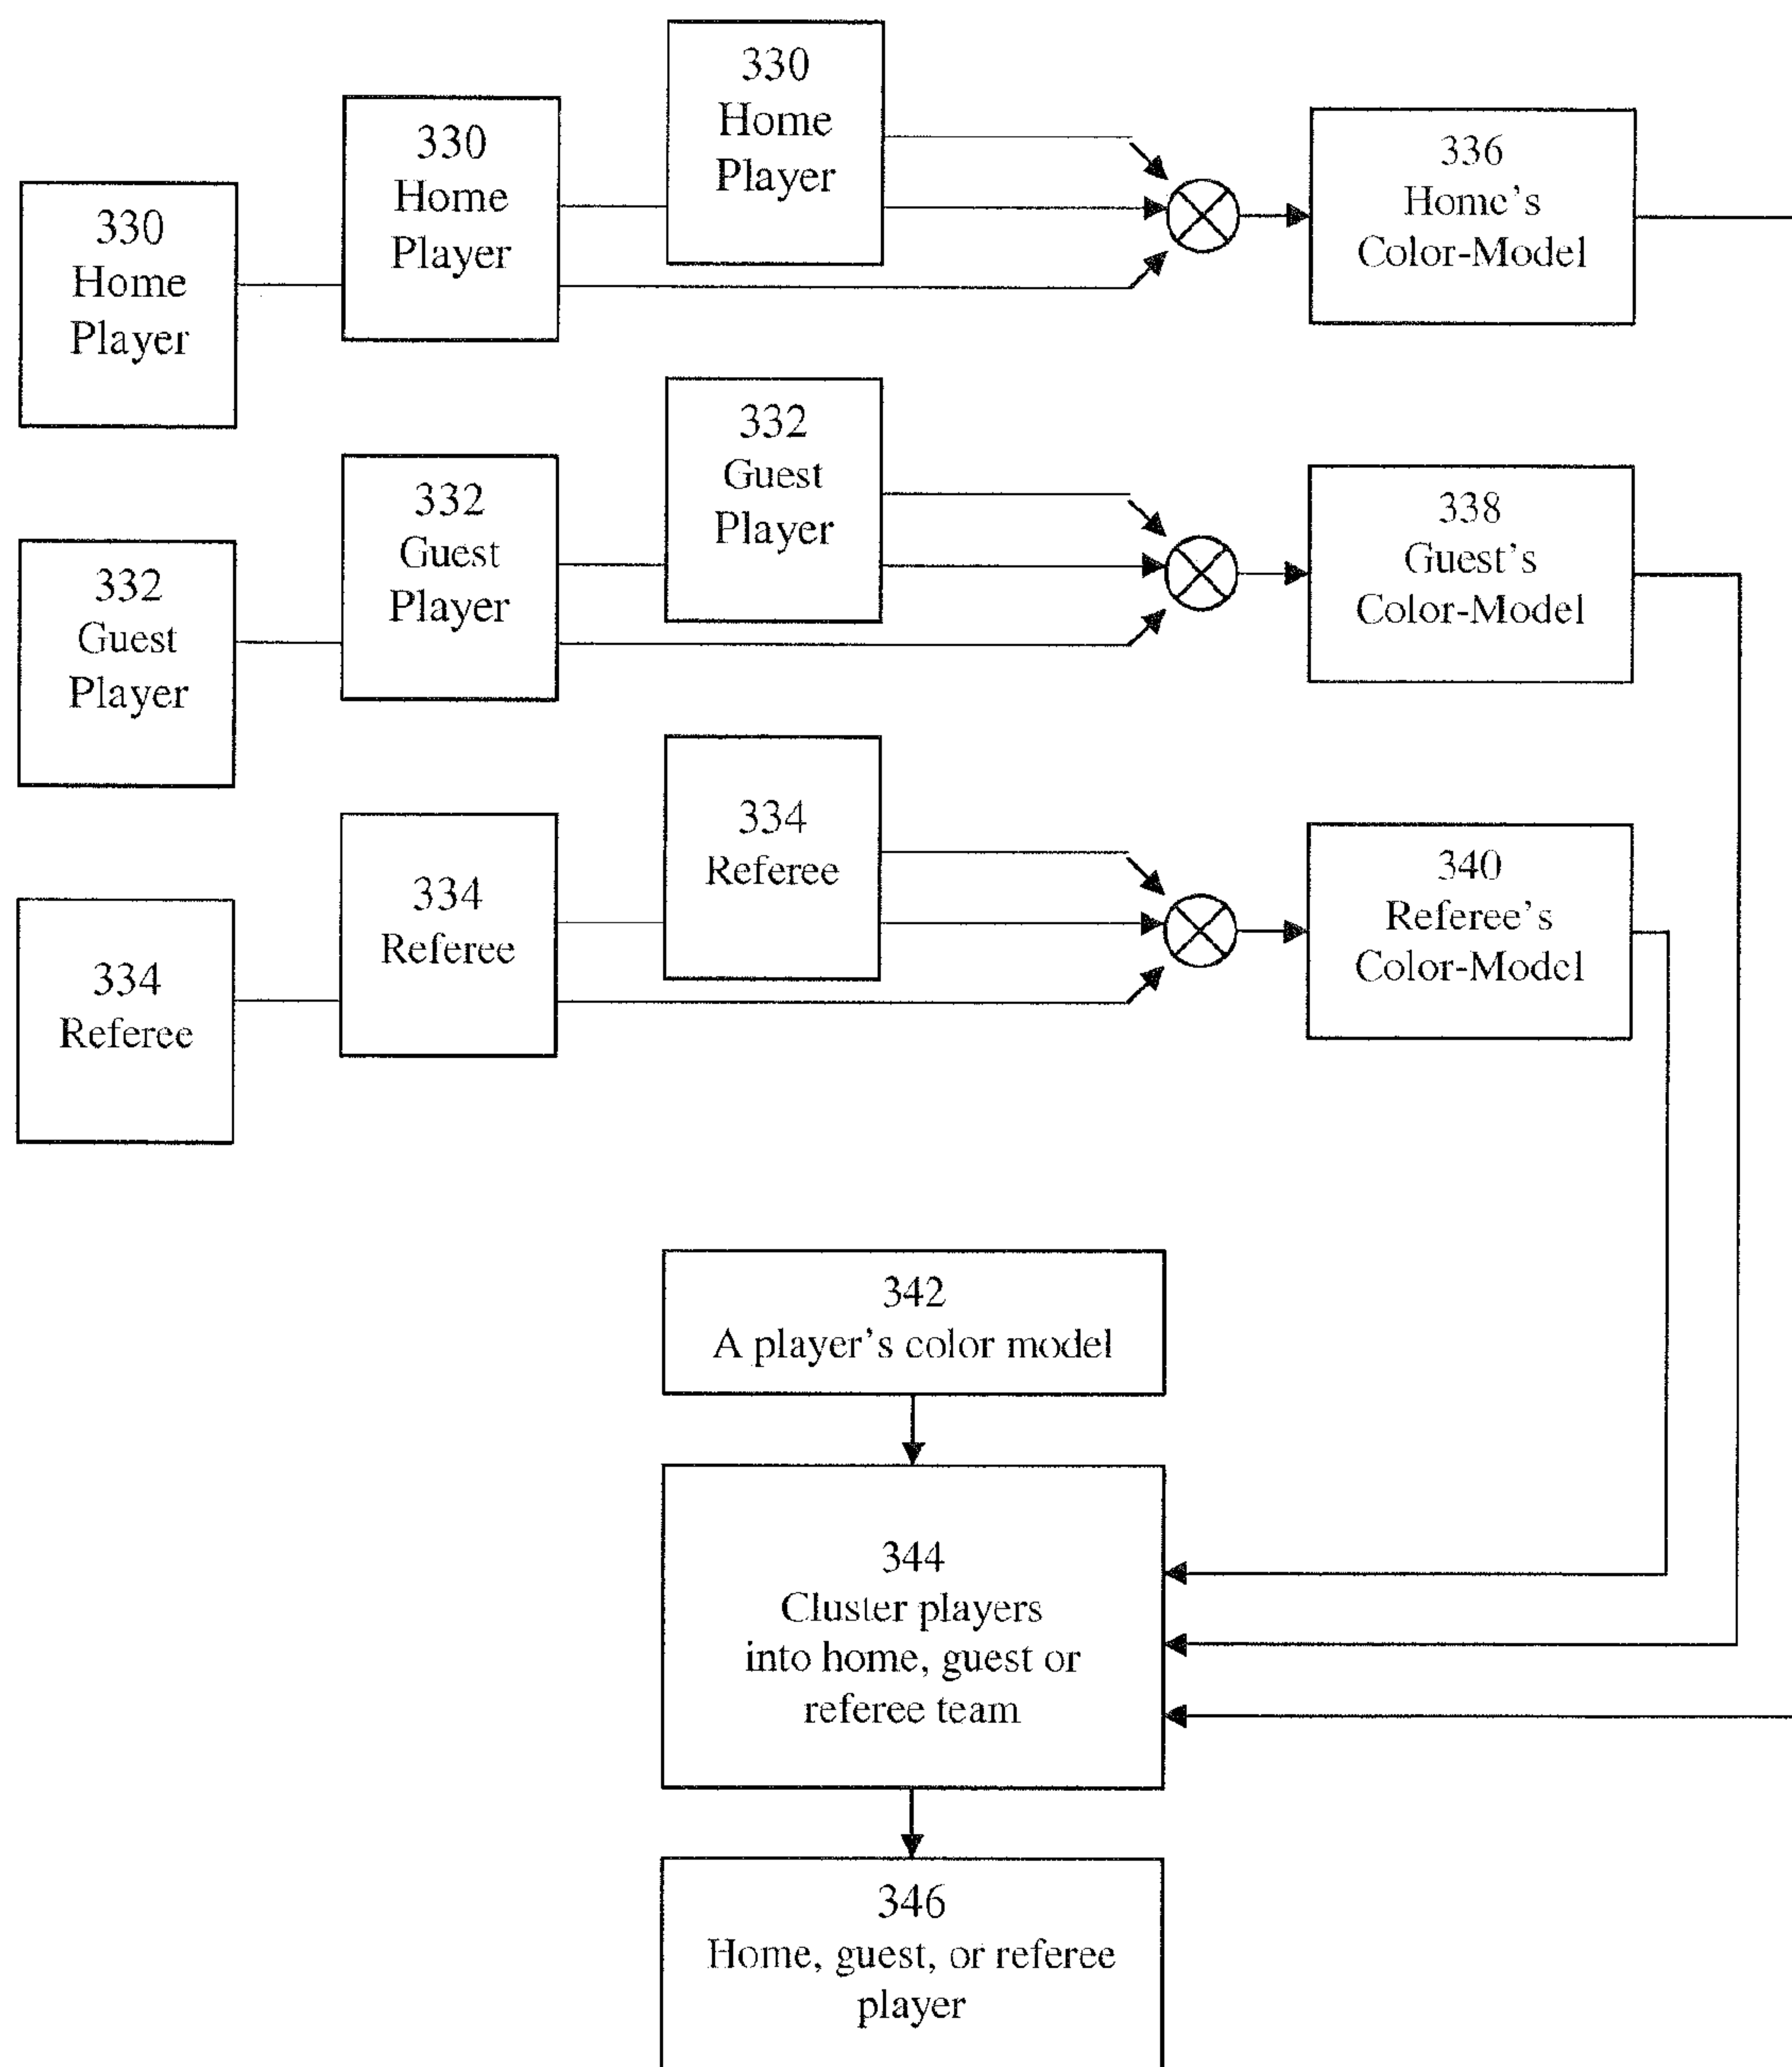 330
Home
Player
330
Home
Player
330
Home
Player
336
Home's
Color-Model
332
Guest
Player
332
Guest
Player
332
Guest
Player
338
Guest's
Color-Model
334
Referee
334
Referee
334
Referee
340
Referee's
Color-Model
342
A player's color model
344
Cluster players
into home, guest or
referee team
346
Home, guest, or referee
player